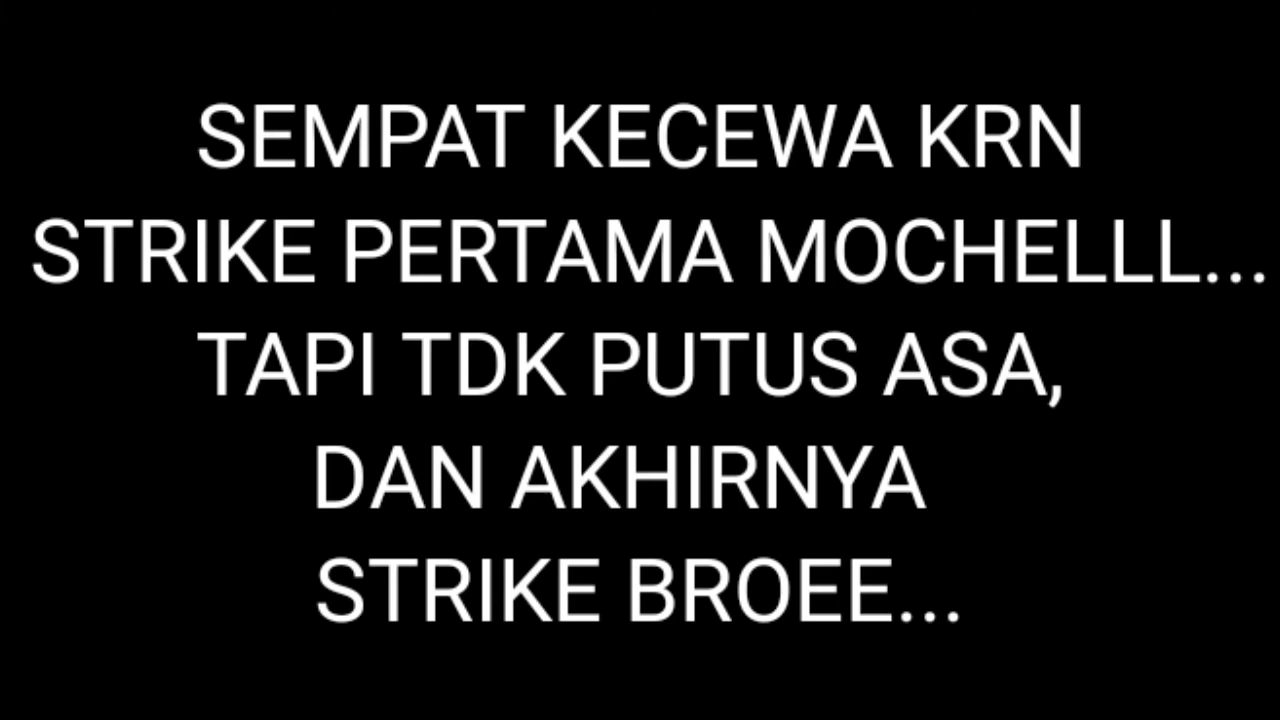 SEMPAT KECEWA KRN
STRIKE PERTAMA MOCHELLL...
TAPI TDK PUTUS ASA,
DAN AKHIRNYA
STRIKE BROEE...